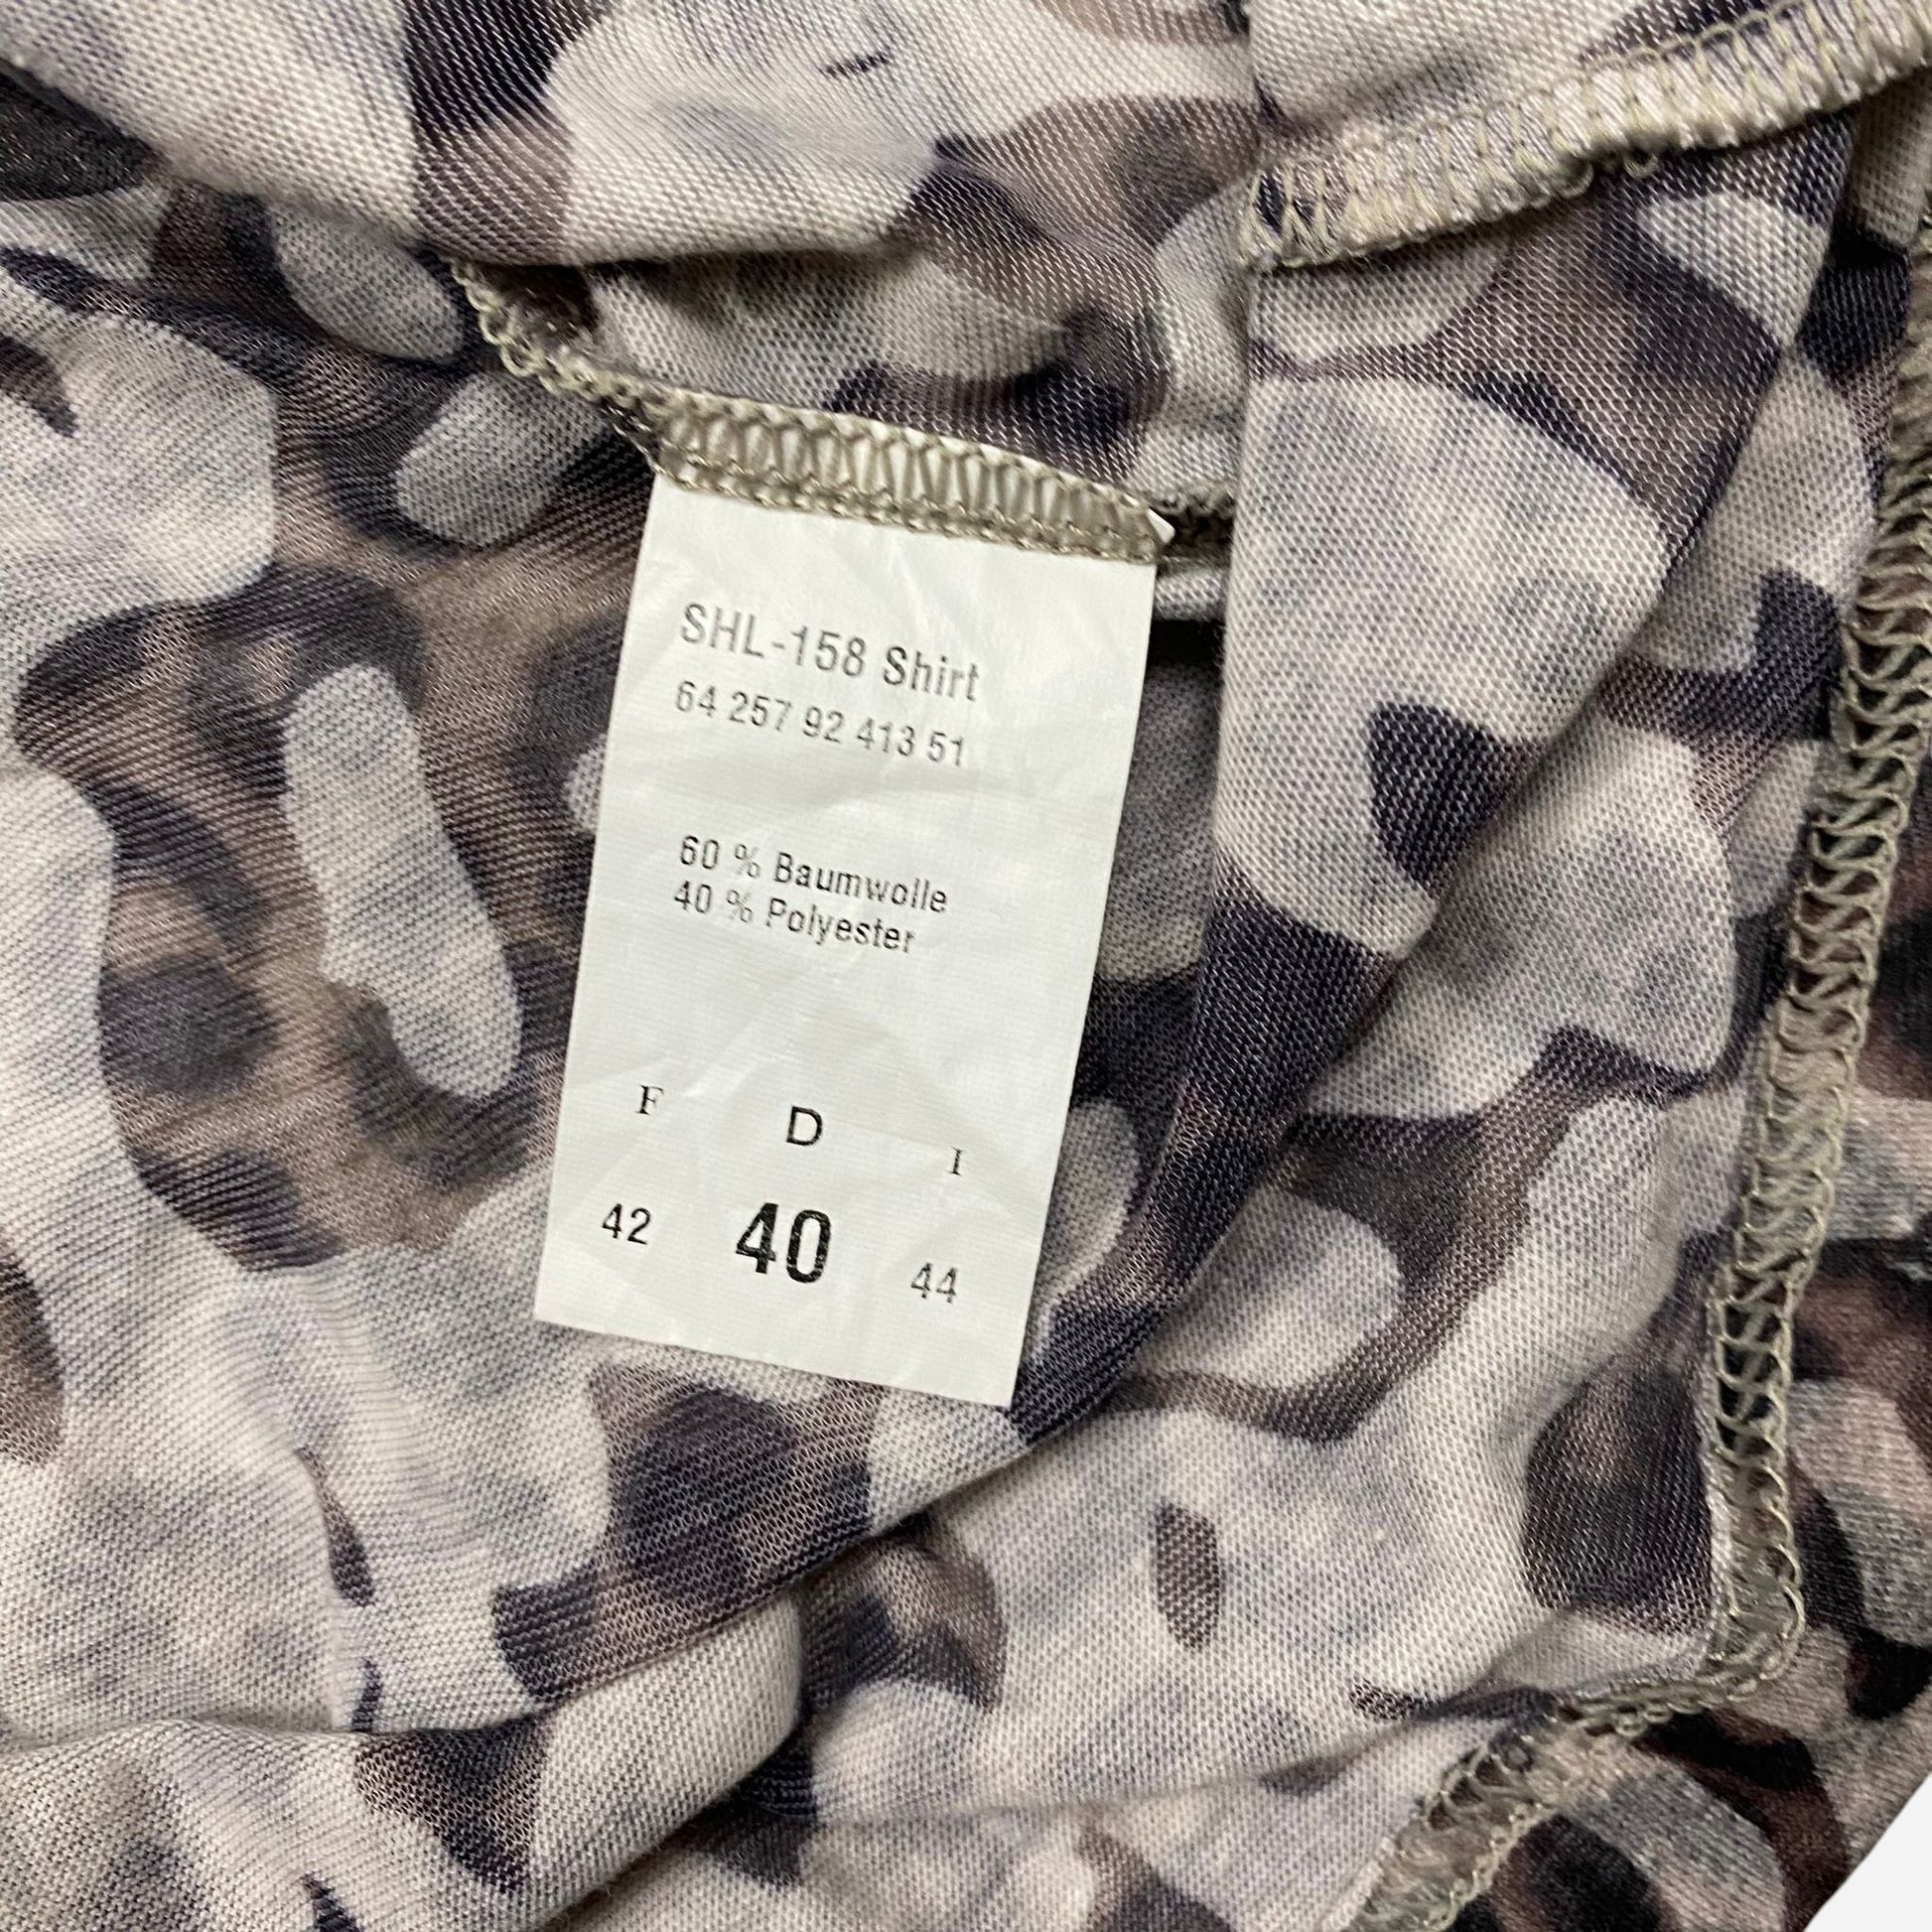 SHL-158 Shirt
64 257 92 413 51
60 % Baumwolle
40 % Polyester
F D I
42 40 44